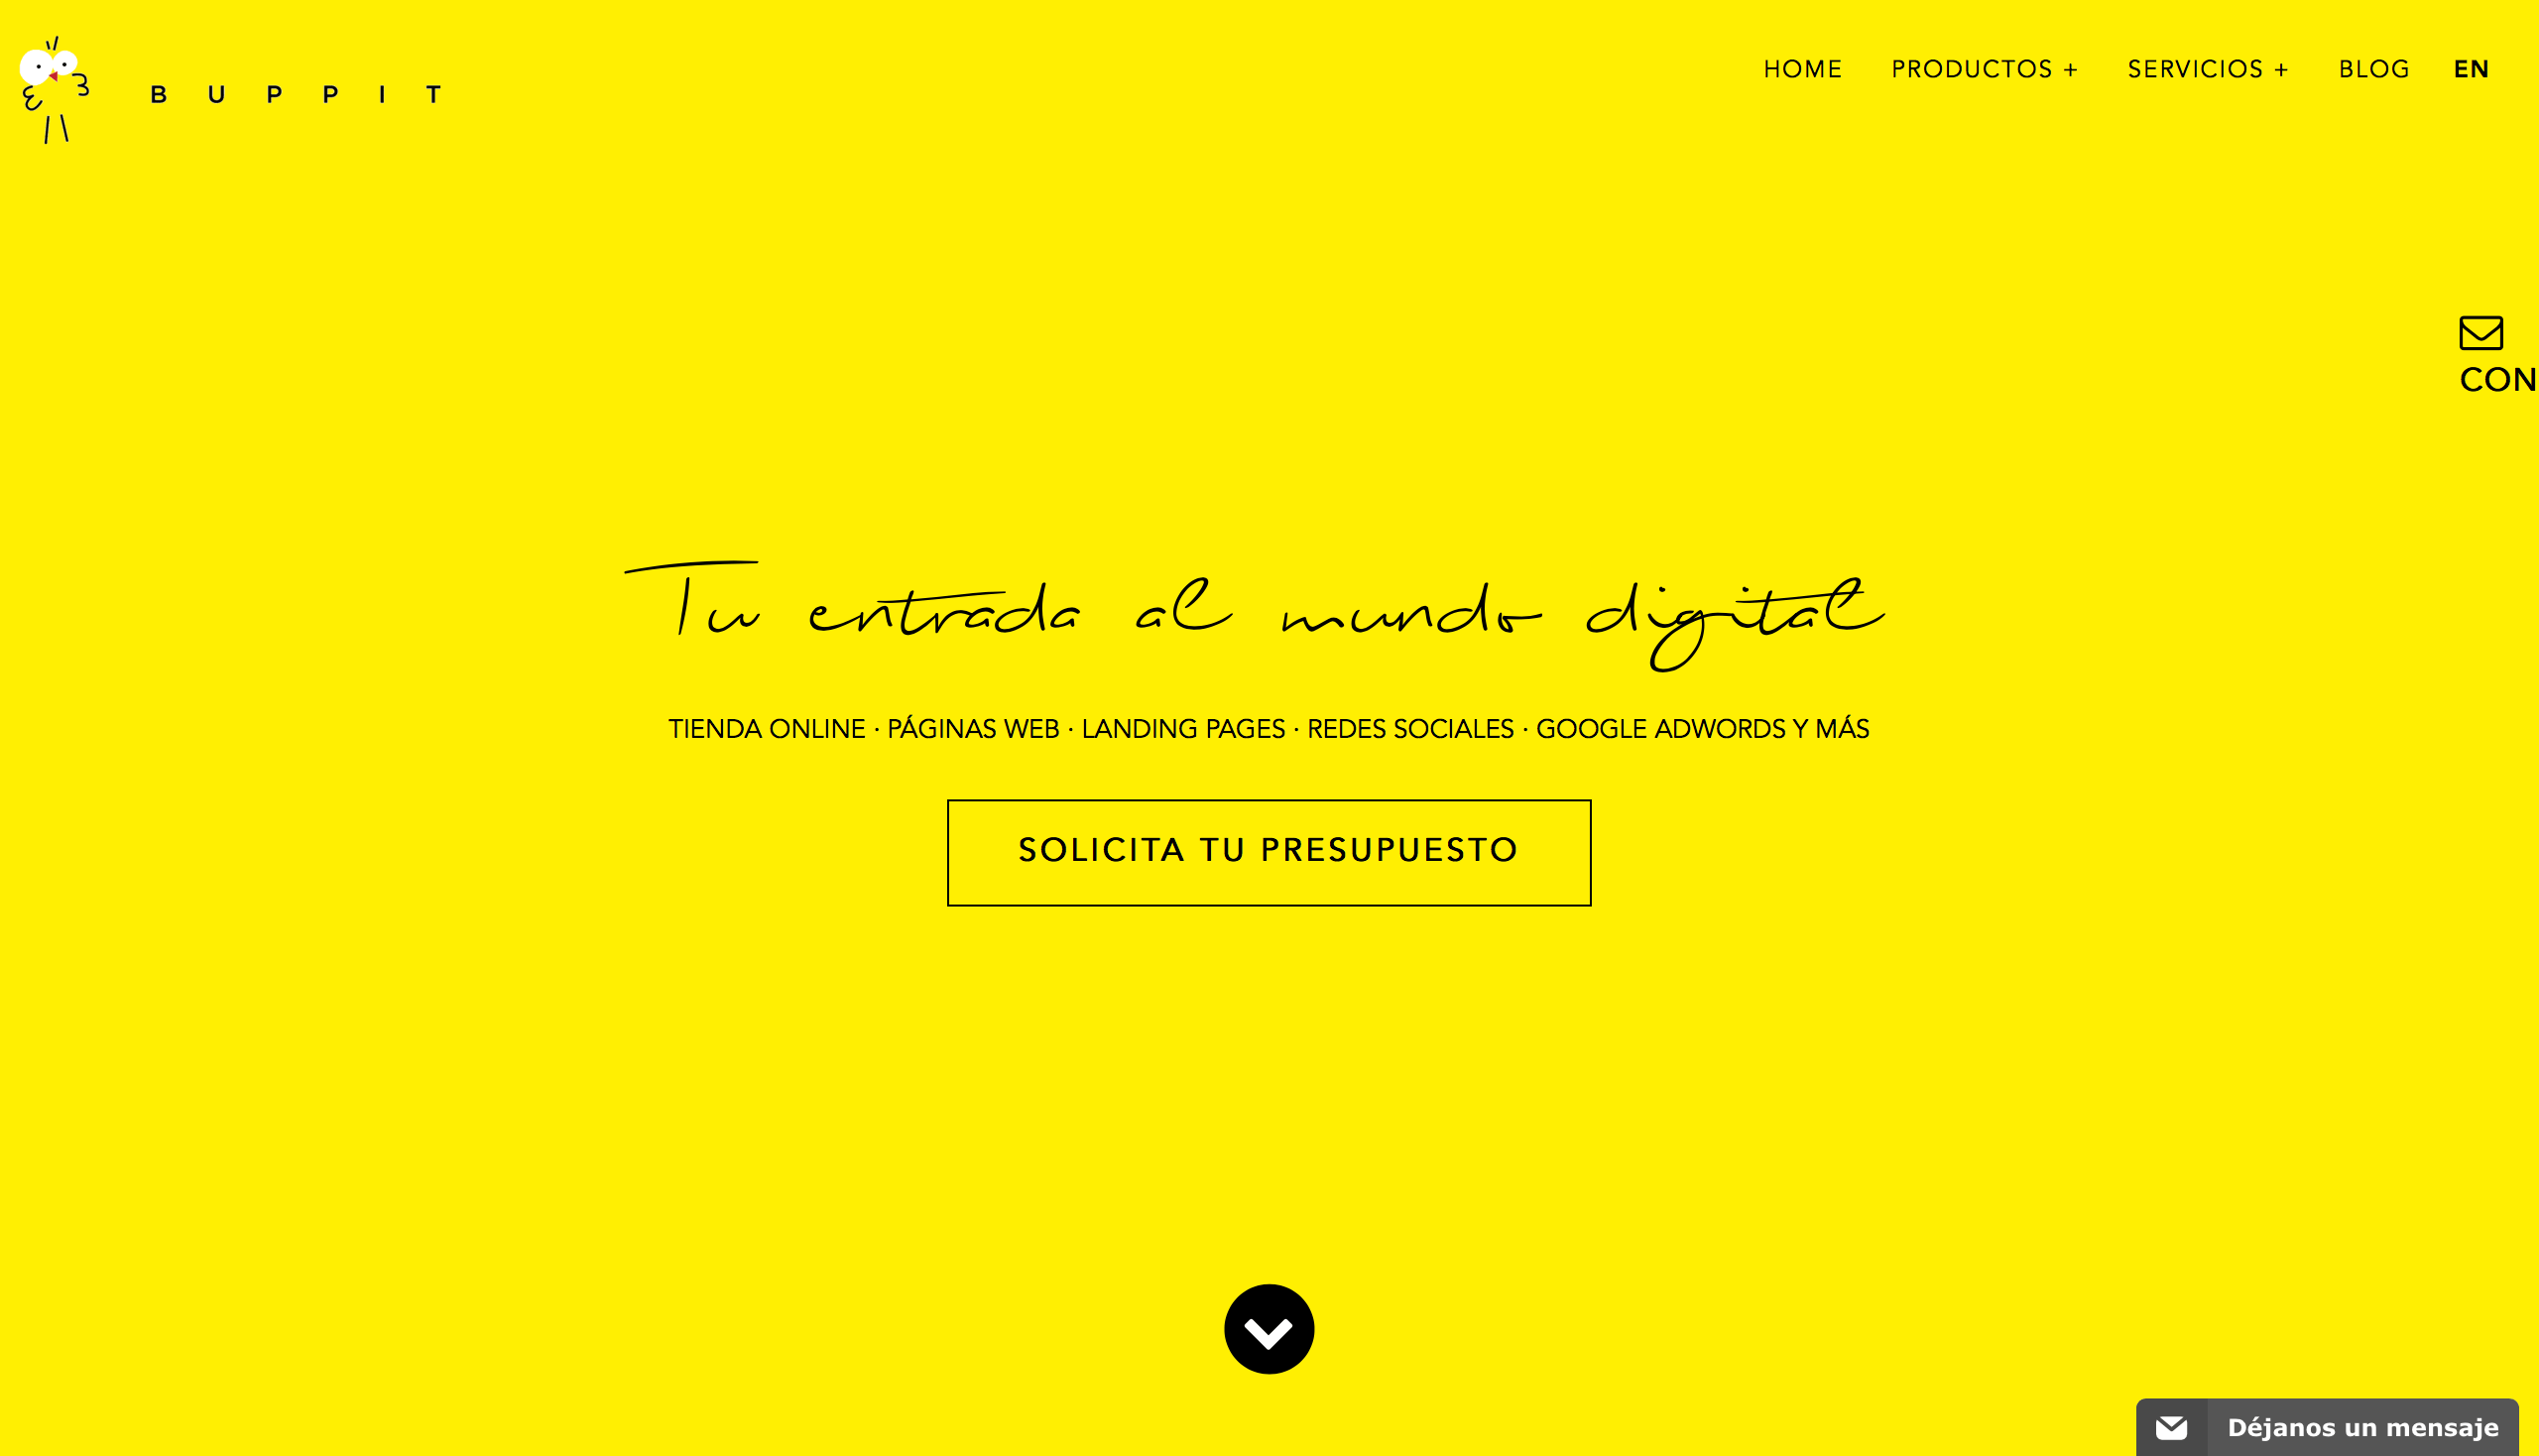 BUPPIT
HOME PRODUCTOS + SERVICIOS + BLOG EN
CON
Tu entrada al mundo digital
TIENDA ONLINE · PÁGINAS WEB · LANDING PAGES · REDES SOCIALES · GOOGLE ADWORDS Y MÁS
SOLICITA TU PRESUPUESTO
Déjanos un mensaje